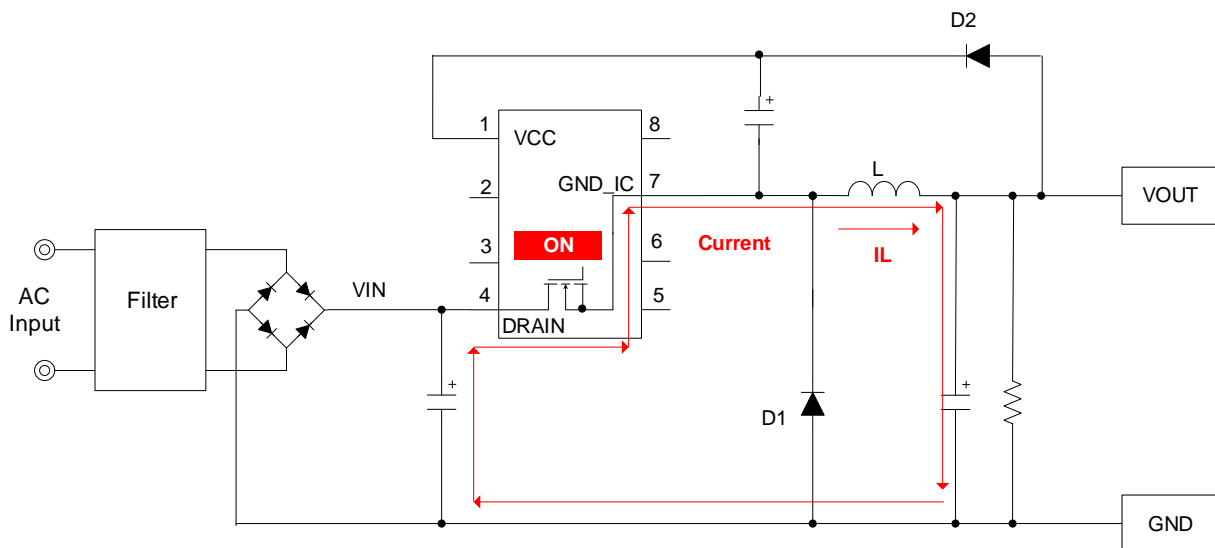 D2
+
1
VCC
8
2
GND_IC
7
L
VOUT
3
ON
6
Current
IL
AC
Input
Filter
VIN
4
5
DRAIN
+
D1
+
GND